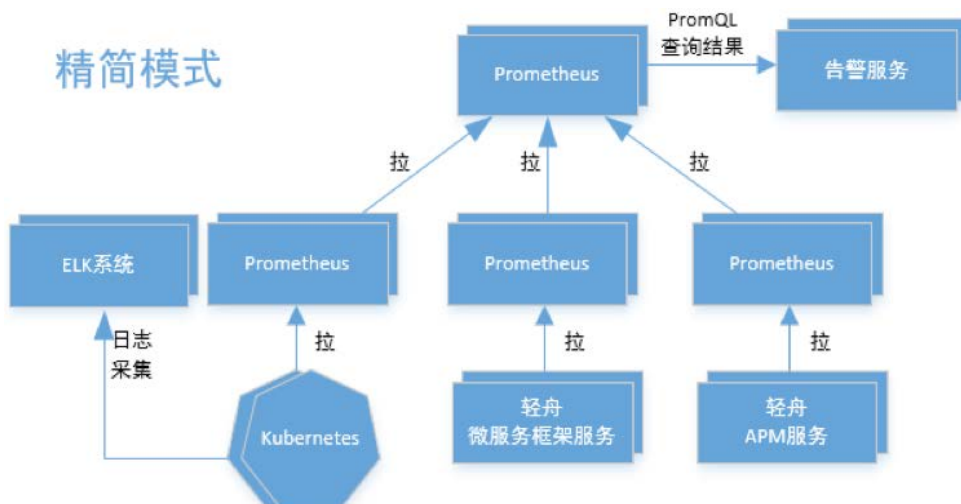 精简模式
Prometheus
PromQL
查询结果
告警服务
拉
拉
拉
ELK系统
Prometheus
Prometheus
Prometheus
日志
采集
拉
拉
拉
Kubernetes
轻舟
微服务框架服务
轻舟
APM服务